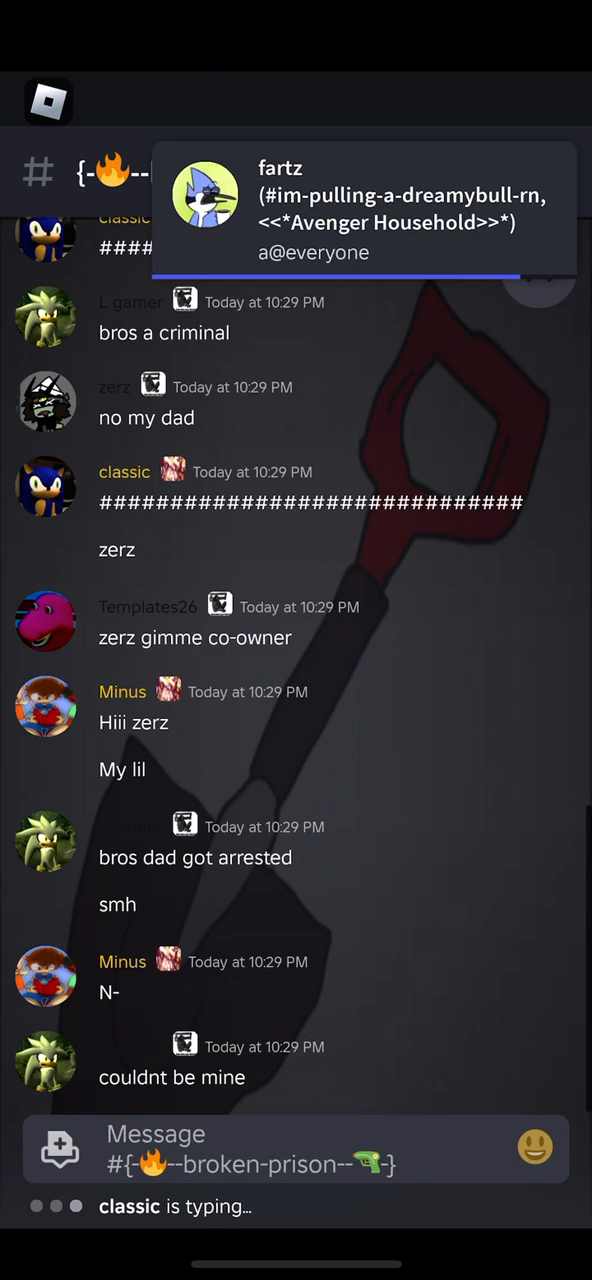 {-🔥--
fartz
(#im-pulling-a-dreamybull-rn,
<<*Avenger Household>>*)
a@everyone
classic
####
L gamer Today at 10:29 PM
bros a criminal
zerz Today at 10:29 PM
no my dad
classic Today at 10:29 PM
##############################
zerz
Templates26 Today at 10:29 PM
zerz gimme co-owner
Minus Today at 10:29 PM
Hiii zerz
My lil
Today at 10:29 PM
bros dad got arrested
smh
Minus Today at 10:29 PM
N-
Today at 10:29 PM
couldnt be mine
Message
#{-🔥--broken-prison--🔫-}
classic is typing...